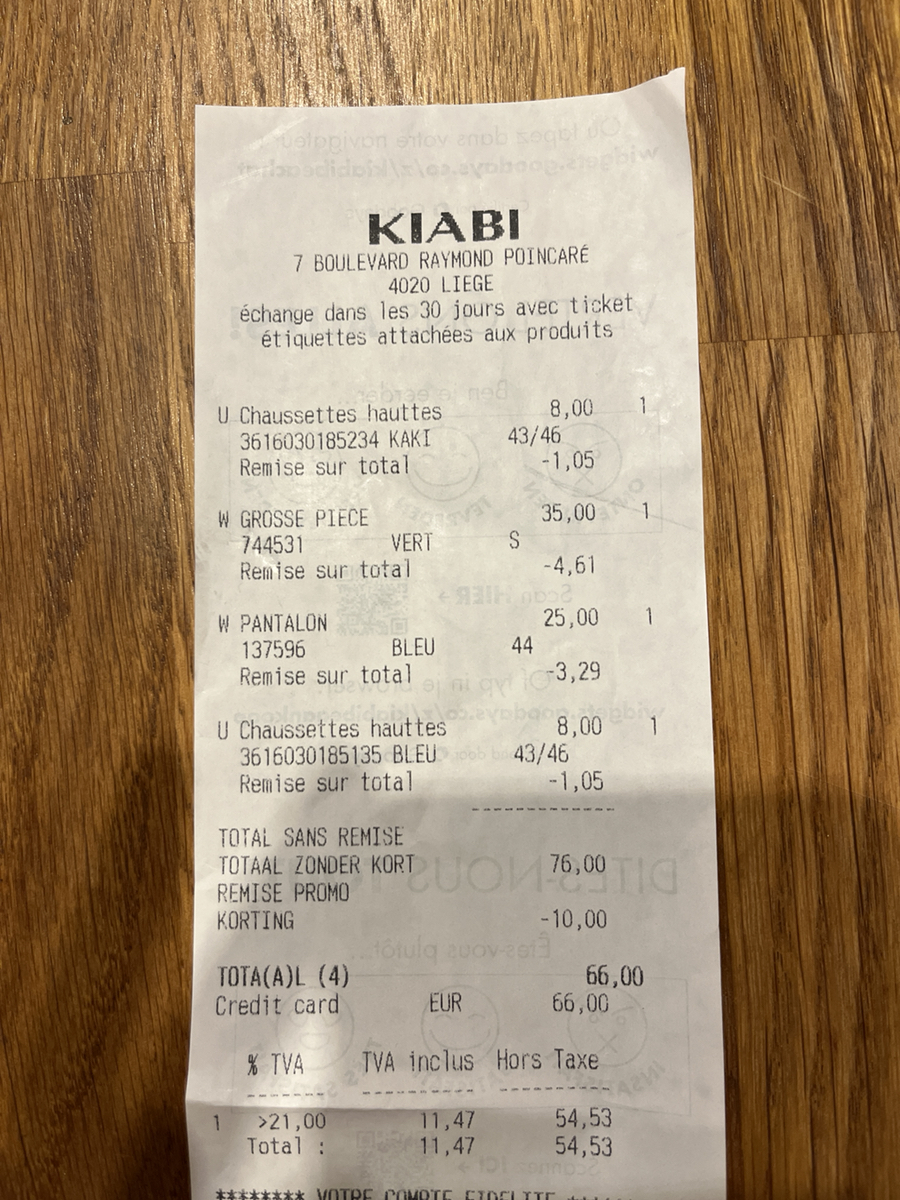 KIABI
7 BOULEVARD RAYMOND POINCARÉ
4020 LIEGE
échange dans les 30 jours avec ticket
étiquettes attachées aux produits
U Chaussettes hauttes 8,00 1
3616030185234 KAKI 43/46
Remise sur total -1,05
W GROSSE PIECE 35,00 1
744531 VERT S
Remise sur total -4,61
W PANTALON 25,00 1
137596 BLEU 44
Remise sur total -3,29
U Chaussettes hauttes 8,00 1
3616030185135 BLEU 43/46
Remise sur total -1,05
TOTAL SANS REMISE
TOTAAL ZONDER KORT 76,00
REMISE PROMO
KORTING -10,00
TOTA(A)L (4) 66,00
Credit card EUR 66,00
% TVA TVA inclus Hors Taxe
1 >21,00 11,47 54,53
Total : 11,47 54,53
******** VOTRE COMPTE FIDELITE ******